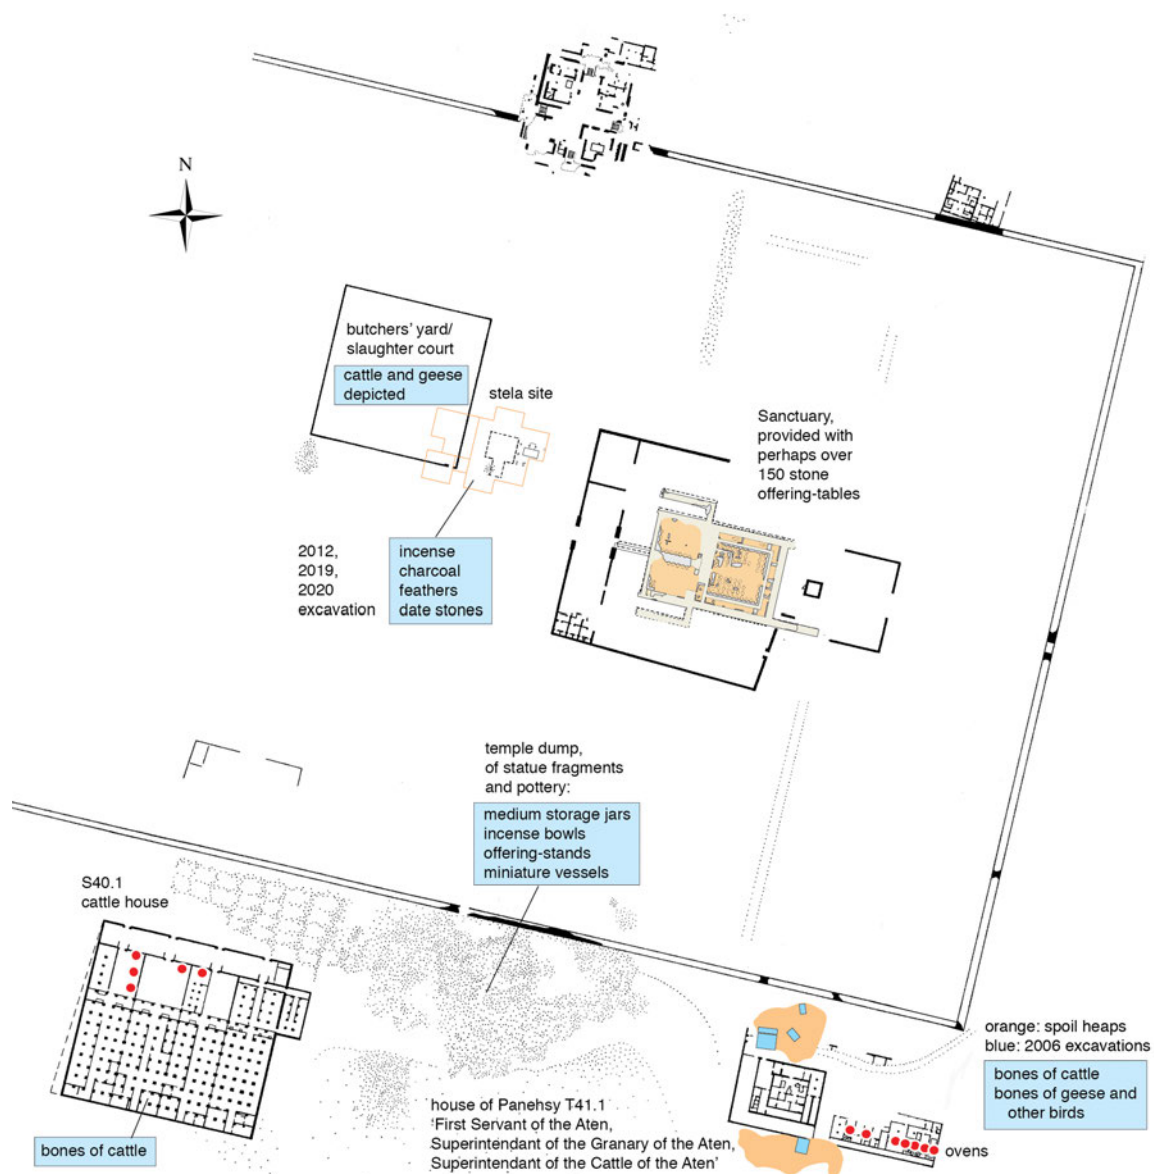 N
butchers’ yard/
slaughter court
cattle and geese
depicted
stela site
Sanctuary,
provided with
perhaps over
150 stone
offering-tables
2012,
2019,
2020
excavation
incense
charcoal
feathers
date stones
temple dump,
of statue fragments
and pottery:
medium storage jars
incense bowls
offering-stands
miniature vessels
S40.1
cattle house
bones of cattle
house of Panehsy T41.1
‘First Servant of the Aten,
Superintendant of the Granary of the Aten,
Superintendant of the Cattle of the Aten’
orange: spoil heaps
blue: 2006 excavations
bones of cattle
bones of geese and
other birds
ovens